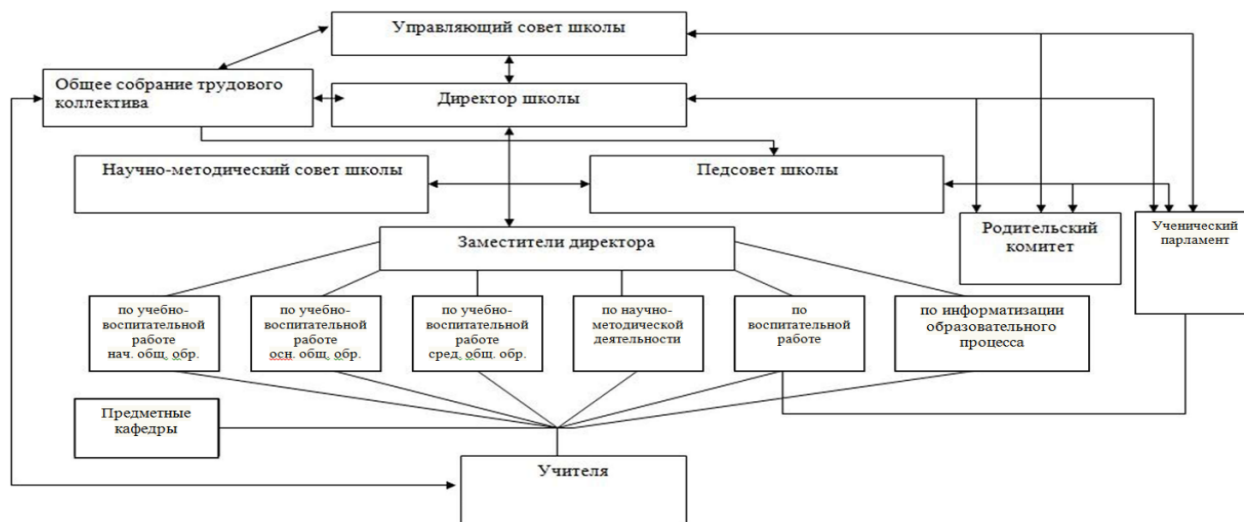 Управляющий совет школы
Общее собрание трудового
коллектива
Директор школы
Научно-методический совет школы
Педсовет школы
Заместители директора
Родительский
комитет
Ученический
парламент
по учебно-
воспитательной
работе
нач. общ, обр.
по учебно-
воспитательной
работе
осн. общ, обр.
по учебно-
воспитательной
работе
сред, общ. обр.
по научно-
методической
деятельности
по
воспитательной
работе
по информатизации
образовательного
процесса
Предметные
кафедры
Учителя